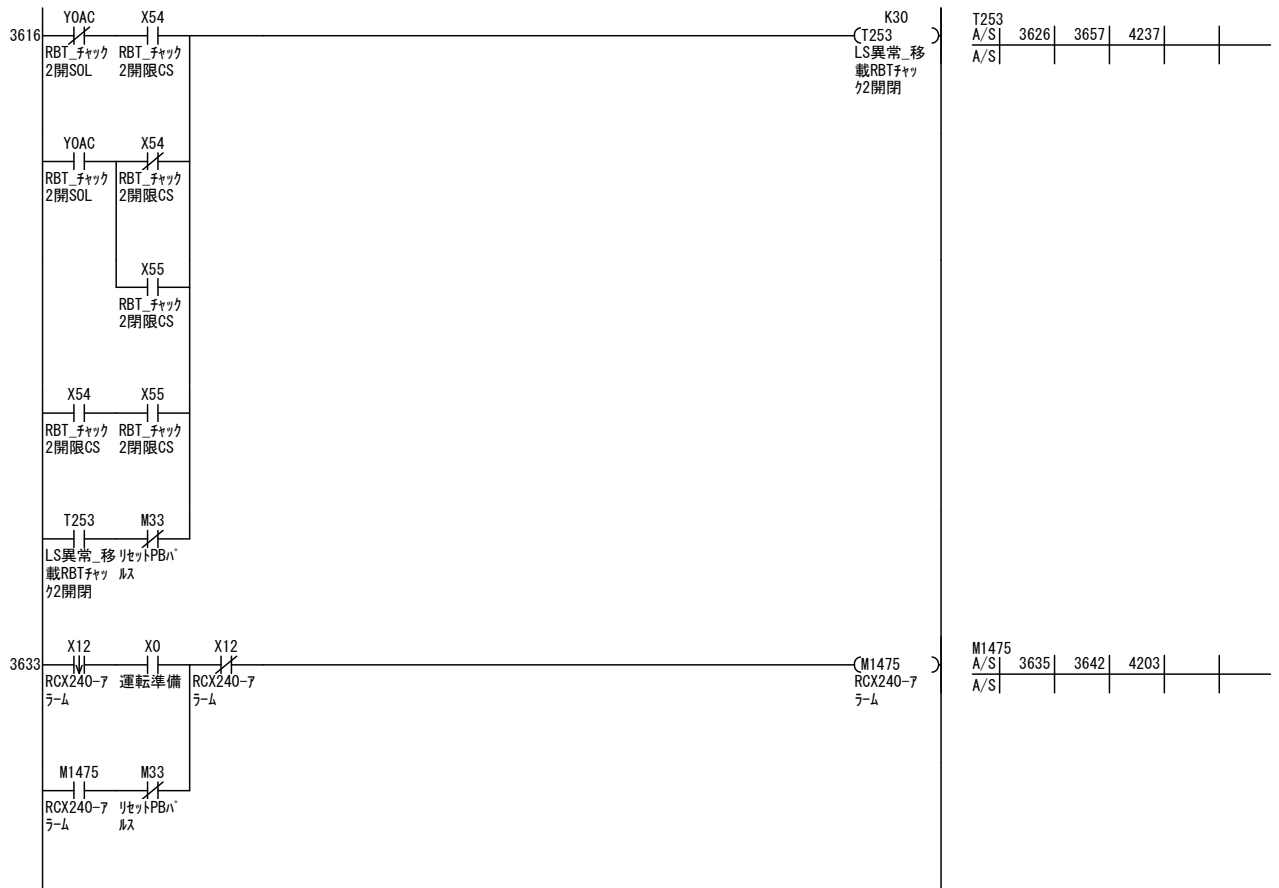 Y0AC X54 K30
3616 (T253 )
RBT_ﾁｬｯｸ RBT_ﾁｬｯｸ LS異常_移
2開SOL 2開限CS 載RBTﾁｬｯ
ｸ2開閉
T253
A/S 3626 3657 4237
A/S
Y0AC X54
RBT_ﾁｬｯｸ RBT_ﾁｬｯｸ
2開SOL 2開限CS
X55
RBT_ﾁｬｯｸ
2閉限CS
X54 X55
RBT_ﾁｬｯｸ RBT_ﾁｬｯｸ
2開限CS 2閉限CS
T253 M33
LS異常_移 ﾘｾｯﾄPBﾊﾟ
載RBTﾁｬｯ ﾙｽ
ｸ2開閉
X12 X0 X12
3633 (M1475 )
RCX240-ｱ 運転準備 RCX240-ｱ RCX240-ｱ
ﾗｰﾑ ﾗｰﾑ ﾗｰﾑ
M1475
A/S 3635 3642 4203
A/S
M1475 M33
RCX240-ｱ ﾘｾｯﾄPBﾊﾟ
ﾗｰﾑ ﾙｽ